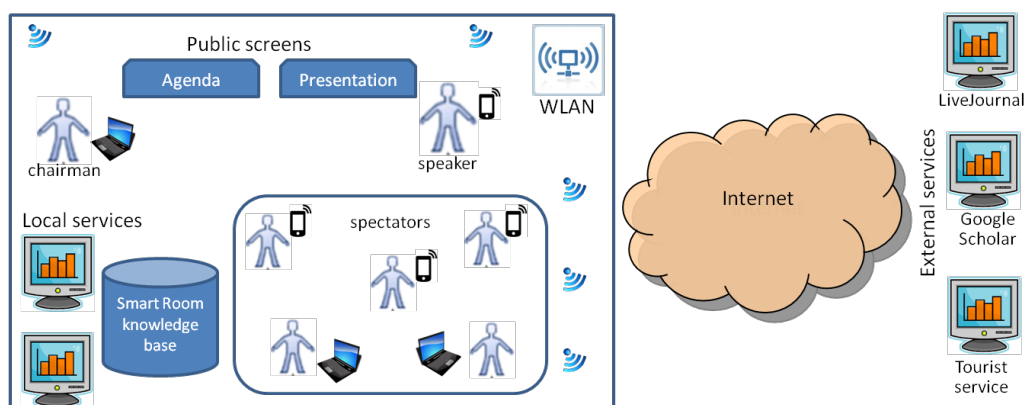 Public screens
Agenda
Presentation
WLAN
chairman
speaker
Local services
Smart Room
knowledge
base
spectators
Internet
External services
LiveJournal
Google
Scholar
Tourist
service